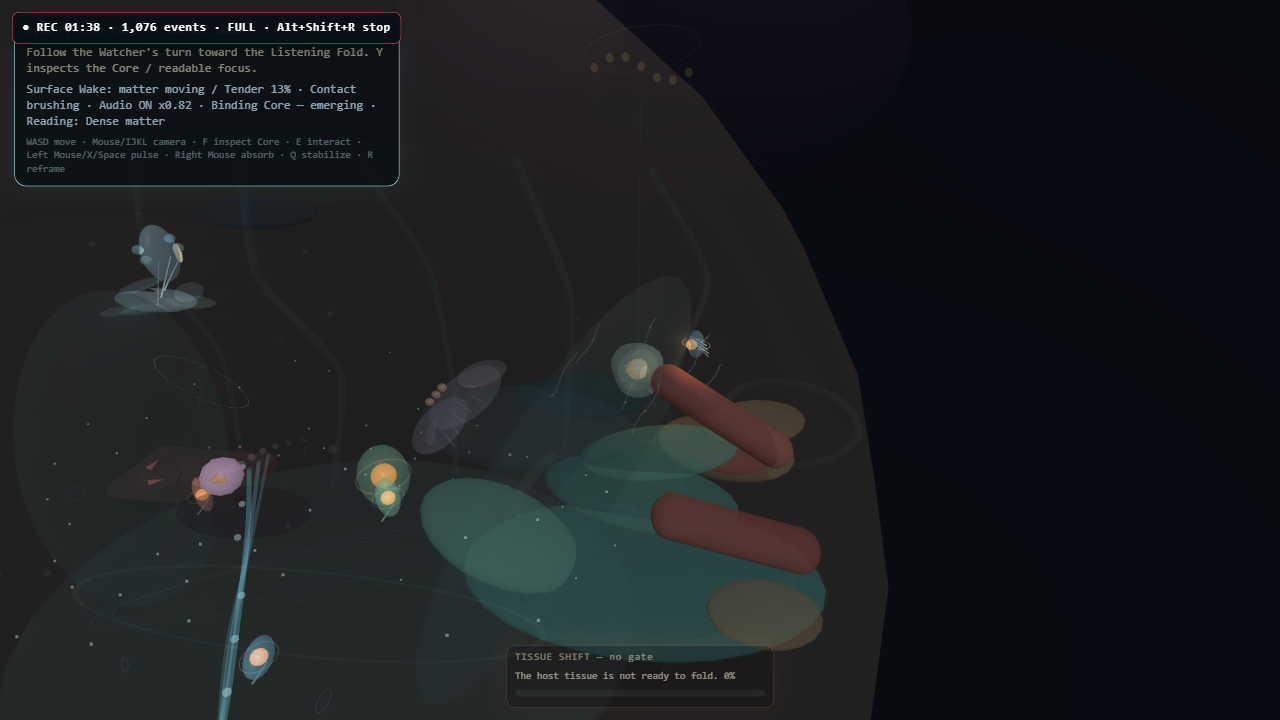 ● REC 01:38 · 1,076 events · FULL · Alt+Shift+R stop
Follow the Watcher's turn toward the Listening Fold. Y
inspects the Core / readable focus.
Surface Wake: matter moving / Tender 13% · Contact
brushing · Audio ON x0.82 · Binding Core — emerging ·
Reading: Dense matter
WASD move · Mouse/IJKL camera · F inspect Core · E interact ·
Left Mouse/X/Space pulse · Right Mouse absorb · Q stabilize · R
reframe
TISSUE SHIFT — no gate
The host tissue is not ready to fold. 0%